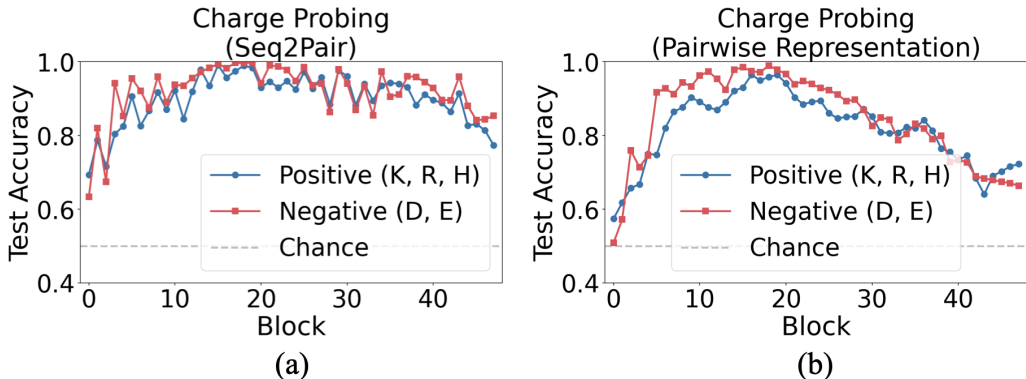 Charge Probing
(Seq2Pair)
Test Accuracy
1.0
0.8
0.6
0.4
Positive (K, R, H)
Negative (D, E)
Chance
0
10
20
30
40
Block
(a)
Charge Probing
(Pairwise Representation)
Test Accuracy
1.0
0.8
0.6
0.4
Positive (K, R, H)
Negative (D, E)
Chance
0
10
20
30
40
Block
(b)